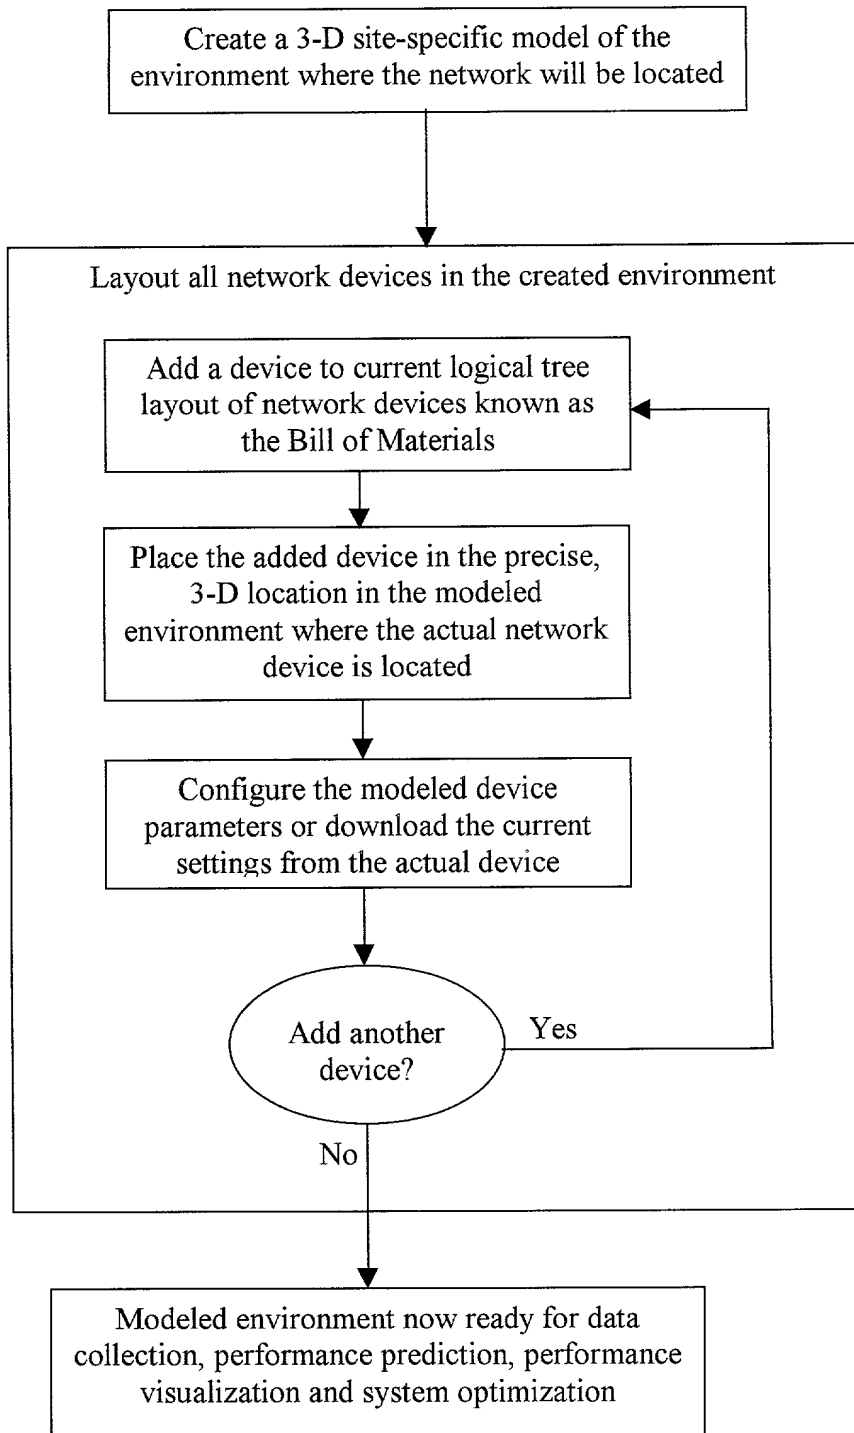 Create a 3-D site-specific model of the
environment where the network will be located
Layout all network devices in the created environment
Add a device to current logical tree
layout of network devices known as
the Bill of Materials
Place the added device in the precise,
3-D location in the modeled
environment where the actual network
device is located
Configure the modeled device
parameters or download the current
settings from the actual device
Add another
device?
Yes
No
Modeled environment now ready for data
collection, performance prediction, performance
visualization and system optimization